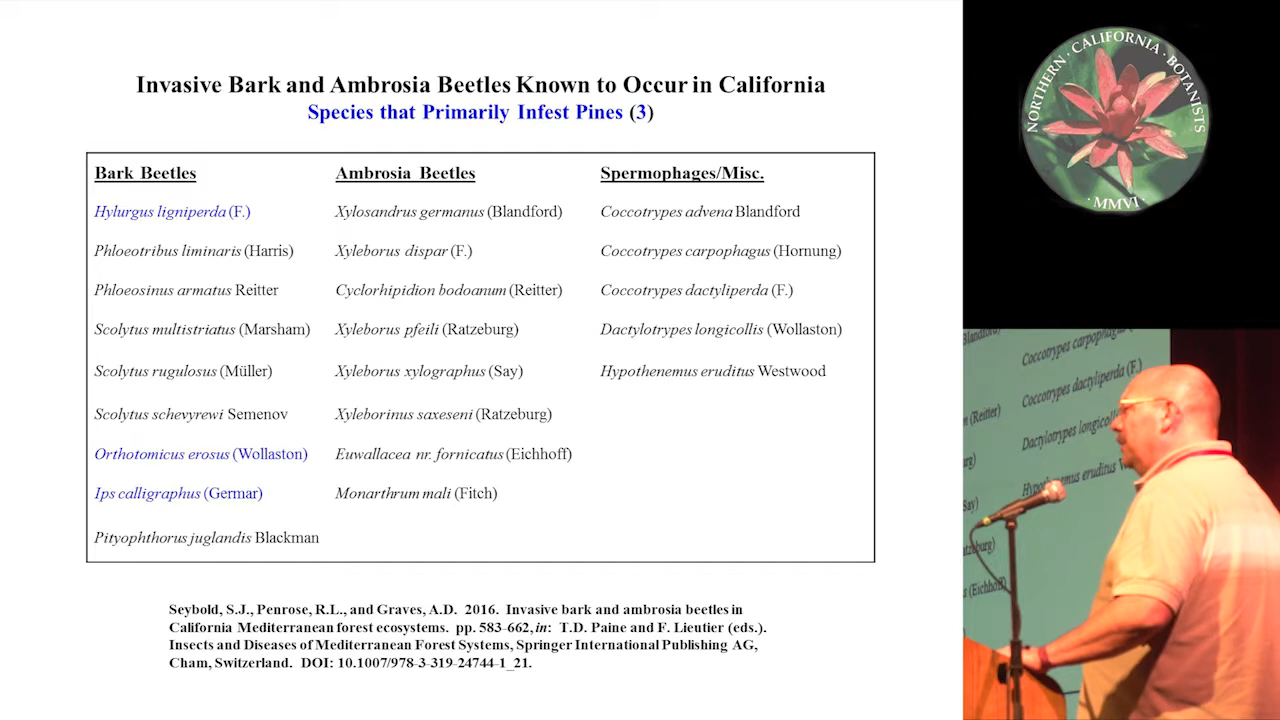 Invasive Bark and Ambrosia Beetles Known to Occur in California
Species that Primarily Infest Pines (3)
Bark Beetles
Hylurgus ligniperda (F.)
Phloeotribus liminaris (Harris)
Phloeosinus armatus Reitter
Scolytus multistriatus (Marsham)
Scolytus rugulosus (Müller)
Scolytus schevyrewi Semenov
Orthotomicus erosus (Wollaston)
Ips calligraphus (Germar)
Pityophthorus juglandis Blackman
Ambrosia Beetles
Xylosandrus germanus (Blandford)
Xyleborus dispar (F.)
Cyclorhipidion bodoanum (Reitter)
Xyleborus pfeili (Ratzeburg)
Xyleborus xylographus (Say)
Xyleborinus saxeseni (Ratzeburg)
Euwallacea nr. fornicatus (Eichhoff)
Monarthrum mali (Fitch)
Spermophages/Misc.
Coccotrypes advena Blandford
Coccotrypes carpophagus (Hornung)
Coccotrypes dactyliperda (F.)
Dactylotrypes longicollis (Wollaston)
Hypothenemus eruditus Westwood
Seybold, S.J., Penrose, R.L., and Graves, A.D. 2016. Invasive bark and ambrosia beetles in
California Mediterranean forest ecosystems. pp. 583-662, in: T.D. Paine and F. Lieutier (eds.).
Insects and Diseases of Mediterranean Forest Systems, Springer International Publishing AG,
Cham, Switzerland. DOI: 10.1007/978-3-319-24744-1_21.
NORTHERN · CALIFORNIA · BOTANISTS
· MMVI ·
Coccotrypes carpophagus
Coccotrypes dactyliperda (F.)
Dactylotrypes
Hypothenemus eruditus
(Reitter)
(Eichhoff)